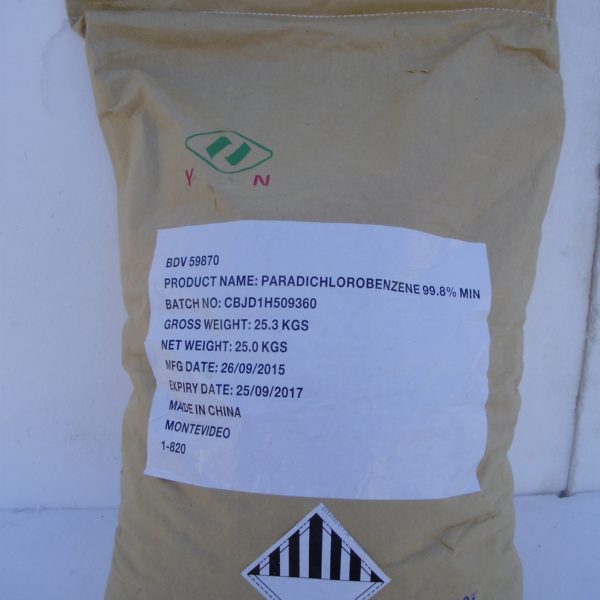 Y N
BDV 59870
PRODUCT NAME: PARADICHLOROBENZENE 99.8% MIN
BATCH NO: CBJD1H509360
GROSS WEIGHT: 25.3 KGS
NET WEIGHT: 25.0 KGS
MFG DATE: 26/09/2015
EXPIRY DATE: 25/09/2017
MADE IN CHINA
MONTEVIDEO
1-820